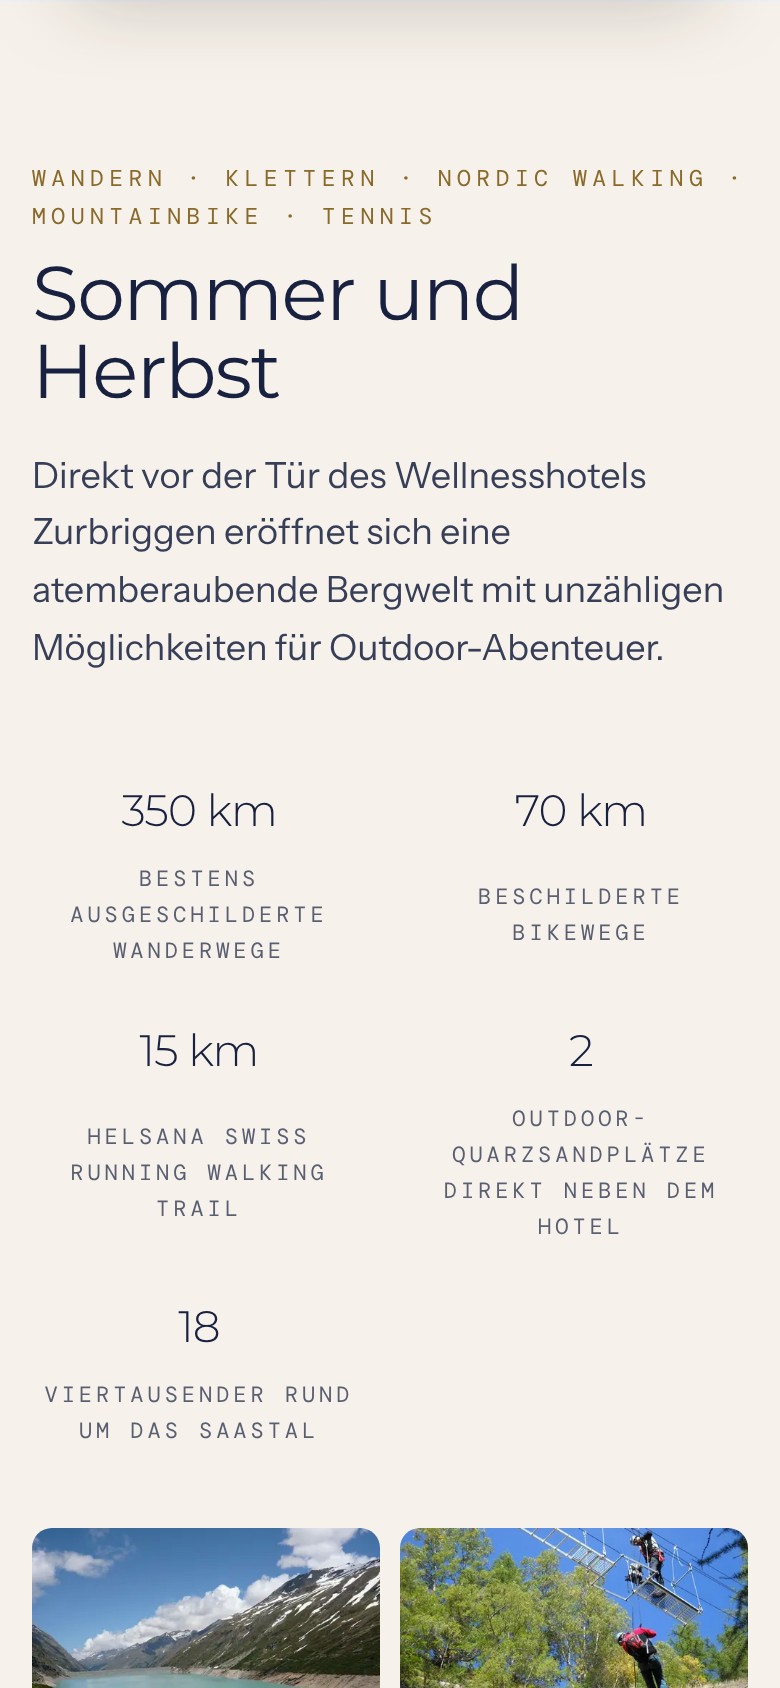 WANDERN · KLETTERN · NORDIC WALKING ·
MOUNTAINBIKE · TENNIS
Sommer und
Herbst
Direkt vor der Tür des Wellnesshotels
Zurbriggen eröffnet sich eine
atemberaubende Bergwelt mit unzähligen
Möglichkeiten für Outdoor-Abenteuer.
350 km
BESTENS
AUSGESCHILDERTE
WANDERWEGE
70 km
BESCHILDERTE
BIKEWEGE
15 km
HELSANA SWISS
RUNNING WALKING
TRAIL
2
OUTDOOR-
QUARZSANDPLÄTZE
DIREKT NEBEN DEM
HOTEL
18
VIERTAUSENDER RUND
UM DAS SAASTAL